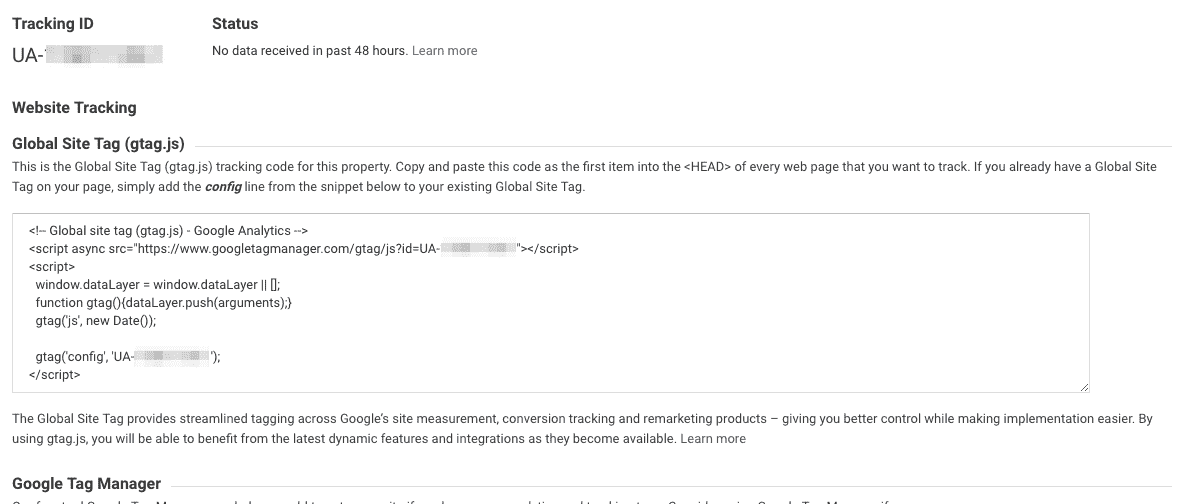 Tracking ID
Status
UA-
No data received in past 48 hours. Learn more
Website Tracking
Global Site Tag (gtag.js)
This is the Global Site Tag (gtag.js) tracking code for this property. Copy and paste this code as the first item into the <HEAD> of every web page that you want to track. If you already have a Global Site
Tag on your page, simply add the config line from the snippet below to your existing Global Site Tag.
<!-- Global site tag (gtag.js) - Google Analytics -->
<script async src="https://www.googletagmanager.com/gtag/js?id=UA-"></script>
<script>
window.dataLayer = window.dataLayer || [];
function gtag(){dataLayer.push(arguments);}
gtag('js', new Date());
gtag('config', 'UA-');
</script>
The Global Site Tag provides streamlined tagging across Google's site measurement, conversion tracking and remarketing products – giving you better control while making implementation easier. By
using gtag.js, you will be able to benefit from the latest dynamic features and integrations as they become available. Learn more
Google Tag Manager